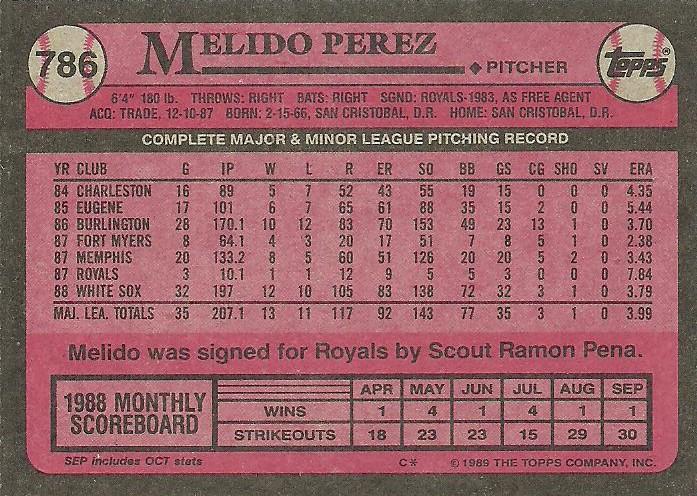 786
MELIDO PEREZ
PITCHER
topps
6'4" 180 lb. THROWS: RIGHT BATS: RIGHT SGND: ROYALS-1983, AS FREE AGENT
ACQ: TRADE, 12-10-87 BORN: 2-15-66, SAN CRISTOBAL, D.R. HOME: SAN CRISTOBAL, D.R.
COMPLETE MAJOR & MINOR LEAGUE PITCHING RECORD
YR CLUB G IP W L R ER SO BB GS CG SHO SV ERA
84 CHARLESTON 16 89 5 7 52 43 55 19 15 0 0 0 4.35
85 EUGENE 17 101 6 7 65 61 88 35 15 2 0 0 5.44
86 BURLINGTON 28 170.1 10 12 83 70 153 49 23 13 1 0 3.70
87 FORT MYERS 8 64.1 4 3 20 17 51 7 8 5 1 0 2.38
87 MEMPHIS 20 133.2 8 5 60 51 126 20 20 5 2 0 3.43
87 ROYALS 3 10.1 1 1 12 9 5 5 3 0 0 0 7.84
88 WHITE SOX 32 197 12 10 105 83 138 72 32 3 1 0 3.79
MAJ. LEA. TOTALS 35 207.1 13 11 117 92 143 77 35 3 1 0 3.99
Melido was signed for Royals by Scout Ramon Pena.
1988 MONTHLY SCOREBOARD
APR MAY JUN JUL AUG SEP
WINS 1 4 1 4 1 1
STRIKEOUTS 18 23 23 15 29 30
SEP includes OCT stats
C* © 1989 THE TOPPS COMPANY, INC.